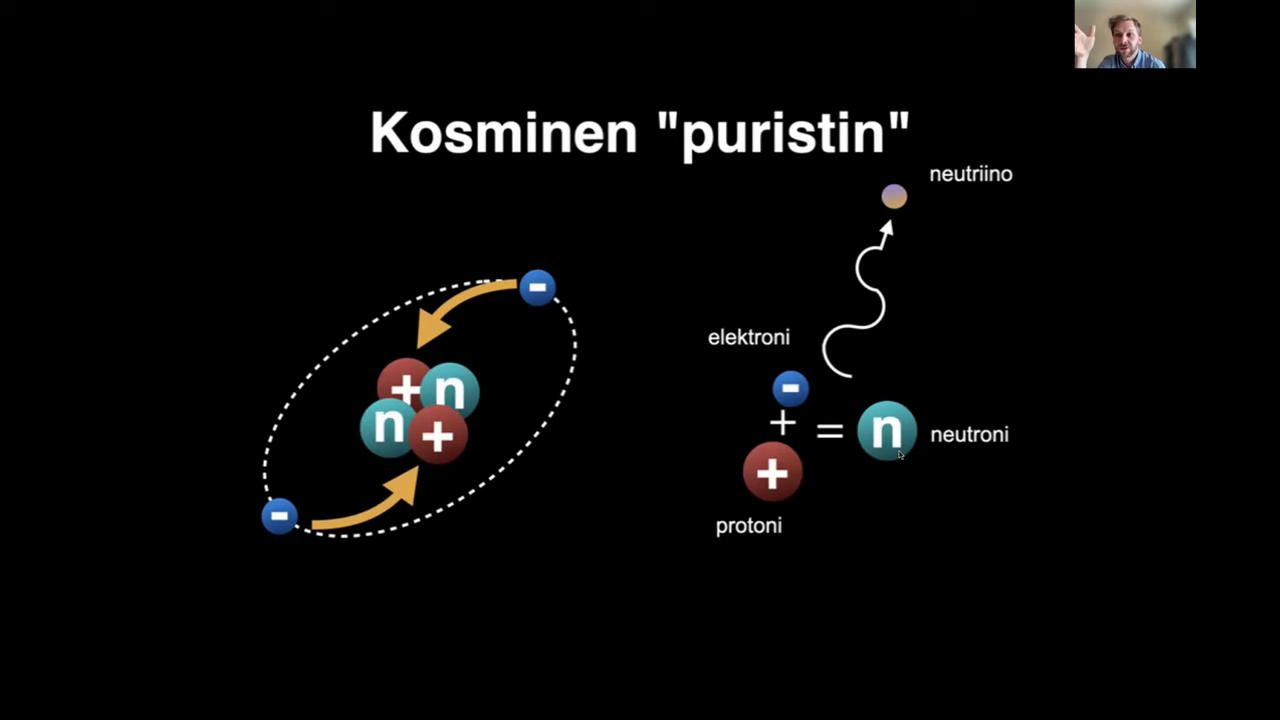 Kosminen "puristin"
neutriino
-
elektroni
+ n
-
n +
+ = n
neutroni
+
-
protoni